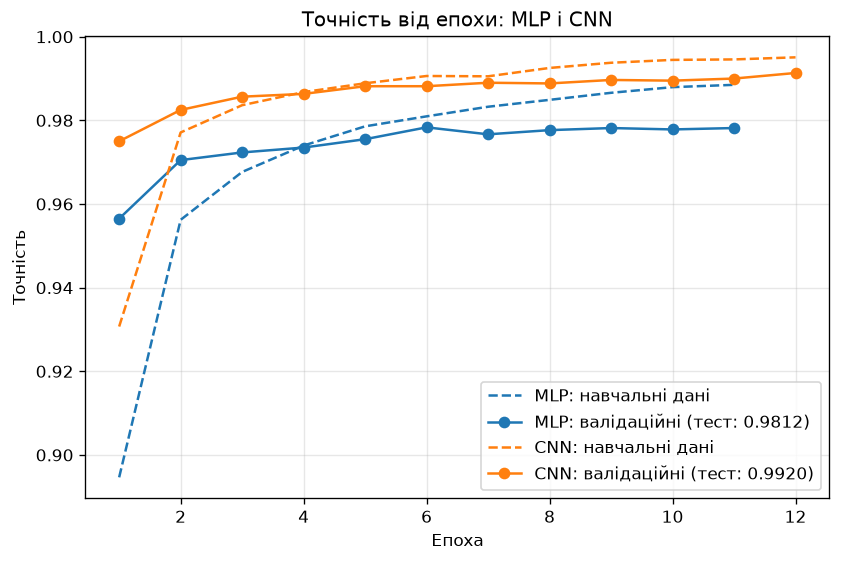 Точність від епохи: MLP і CNN
1.00
0.98
0.96
0.94
0.92
0.90
Точність
MLP: навчальні дані
MLP: валідаційні (тест: 0.9812)
CNN: навчальні дані
CNN: валідаційні (тест: 0.9920)
2
4
6
8
10
12
Епоха